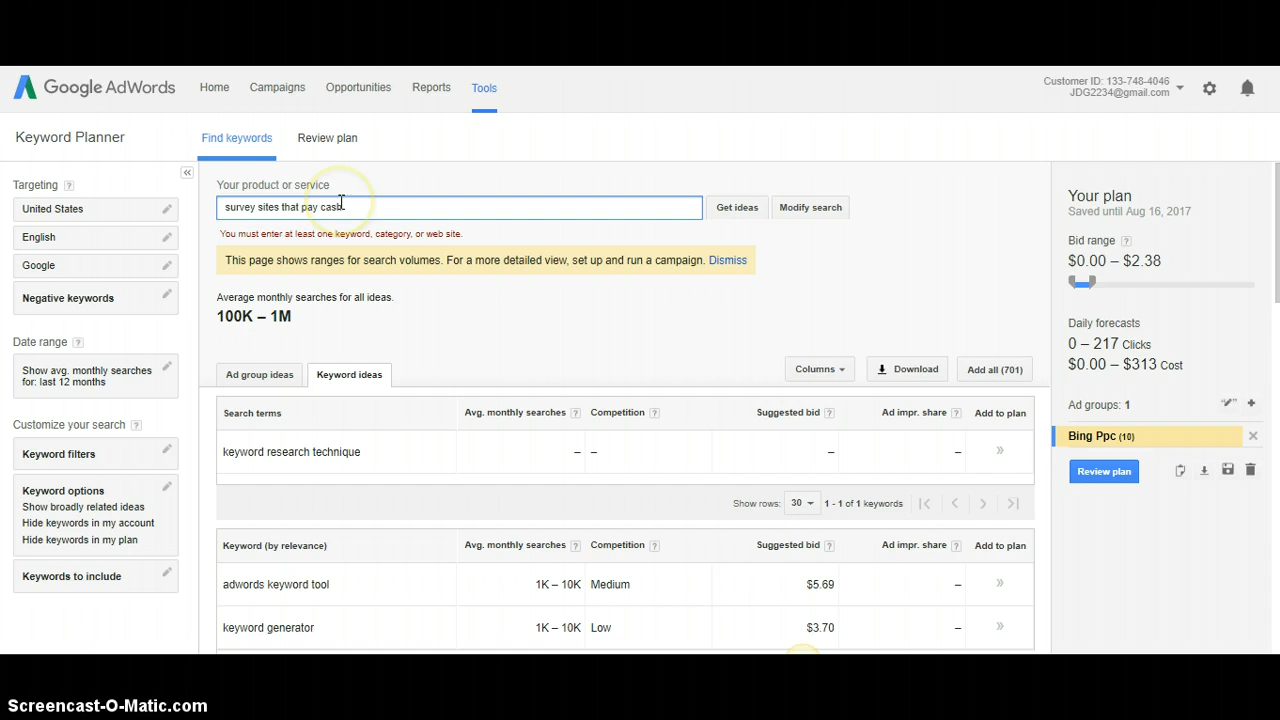 Google AdWords
Home
Campaigns
Opportunities
Reports
Tools
Customer ID: 133-748-4046
JDG2234@gmail.com
Keyword Planner
Find keywords
Review plan
«
Targeting ?
United States
English
Google
Negative keywords
Date range ?
Show avg. monthly searches
for: last 12 months
Customize your search ?
Keyword filters
Keyword options
Show broadly related ideas
Hide keywords in my account
Hide keywords in my plan
Keywords to include
Your product or service
survey sites that pay cash
Get ideas
Modify search
You must enter at least one keyword, category, or web site.
This page shows ranges for search volumes. For a more detailed view, set up and run a campaign. Dismiss
Average monthly searches for all ideas.
100K – 1M
Ad group ideas
Keyword ideas
Columns
Download
Add all (701)
Search terms Avg. monthly searches ? Competition ? Suggested bid ? Ad impr. share ? Add to plan
keyword research technique – – – – »
Show rows: 30 1 - 1 of 1 keywords
Keyword (by relevance) Avg. monthly searches ? Competition ? Suggested bid ? Ad impr. share ? Add to plan
adwords keyword tool 1K – 10K Medium $5.69 – »
keyword generator 1K – 10K Low $3.70 – »
Your plan
Saved until Aug 16, 2017
Bid range ?
$0.00 – $2.38
Daily forecasts
0 – 217 Clicks
$0.00 – $313 Cost
Ad groups: 1
Bing Ppc (10)
Review plan
Screencast-O-Matic.com